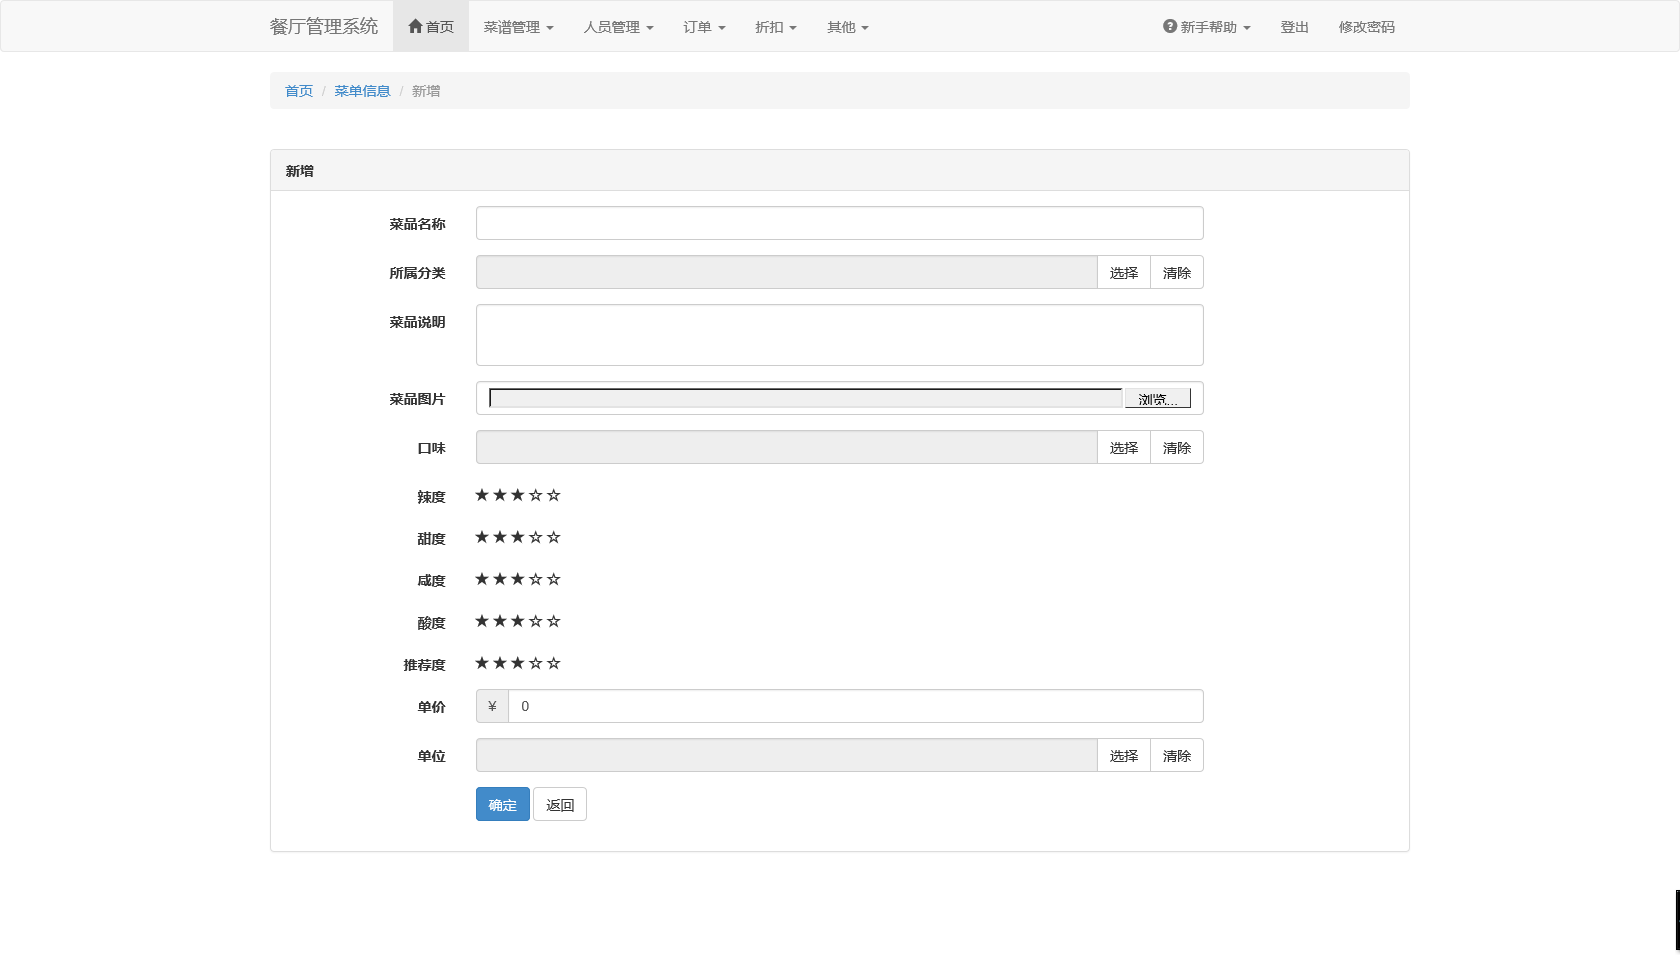 餐厅管理系统 首页 菜谱管理 人员管理 订单 折扣 其他 新手帮助 登出 修改密码
首页 / 菜单信息 / 新增
新增
菜品名称
所属分类 选择 清除
菜品说明
菜品图片 浏览...
口味 选择 清除
辣度 ★★★☆☆
甜度 ★★★☆☆
咸度 ★★★☆☆
酸度 ★★★☆☆
推荐度 ★★★☆☆
单价 ¥ 0
单位 选择 清除
确定 返回